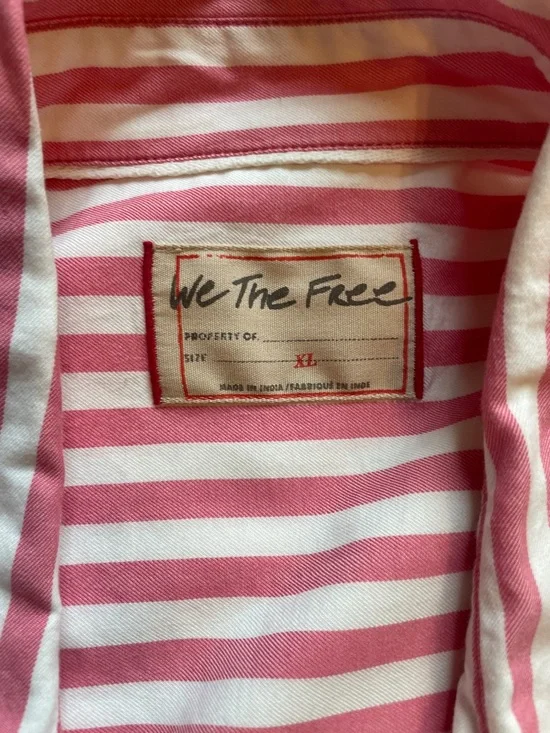 We The Free
PROPERTY OF
SIZE XL
MADE IN INDIA / FABRIQUÉ EN INDE